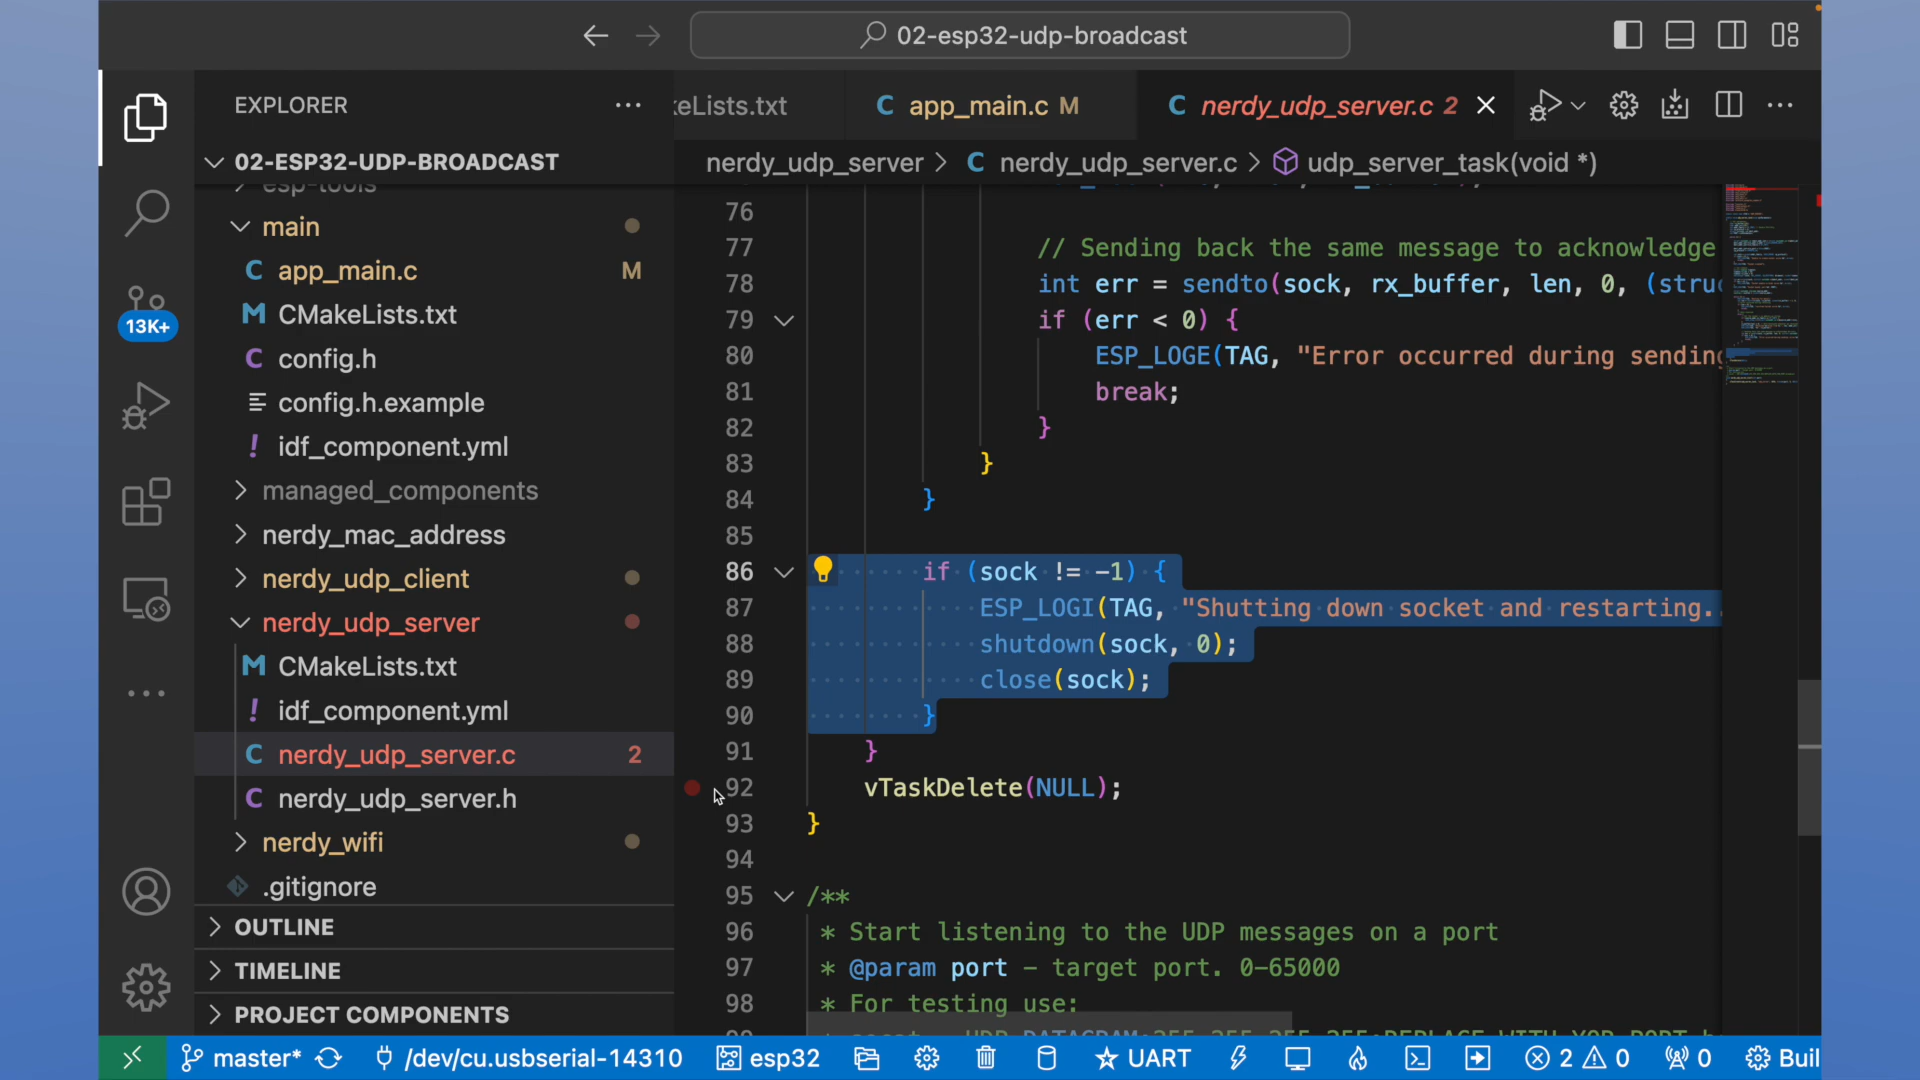 02-esp32-udp-broadcast
EXPLORER
keLists.txt
C app_main.c M
C nerdy_udp_server.c 2
02-ESP32-UDP-BROADCAST
nerdy_udp_server > C nerdy_udp_server.c > udp_server_task(void *)
esp-tools
main
C app_main.c M
M CMakeLists.txt
C config.h
config.h.example
! idf_component.yml
managed_components
nerdy_mac_address
nerdy_udp_client
nerdy_udp_server
M CMakeLists.txt
! idf_component.yml
C nerdy_udp_server.c 2
C nerdy_udp_server.h
nerdy_wifi
.gitignore
OUTLINE
TIMELINE
PROJECT COMPONENTS
13K+
76
77 // Sending back the same message to acknowledge
78 int err = sendto(sock, rx_buffer, len, 0, (struc
79 if (err < 0) {
80 ESP_LOGE(TAG, "Error occurred during sending
81 break;
82 }
83 }
84 }
85
86 if (sock != -1) {
87 ESP_LOGI(TAG, "Shutting down socket and restarting..
88 shutdown(sock, 0);
89 close(sock);
90 }
91 }
92 vTaskDelete(NULL);
93 }
94
95 /**
96 * Start listening to the UDP messages on a port
97 * @param port – target port. 0–65000
98 * For testing use:
master* /dev/cu.usbserial-14310 esp32 UART 2 0 0 Buil